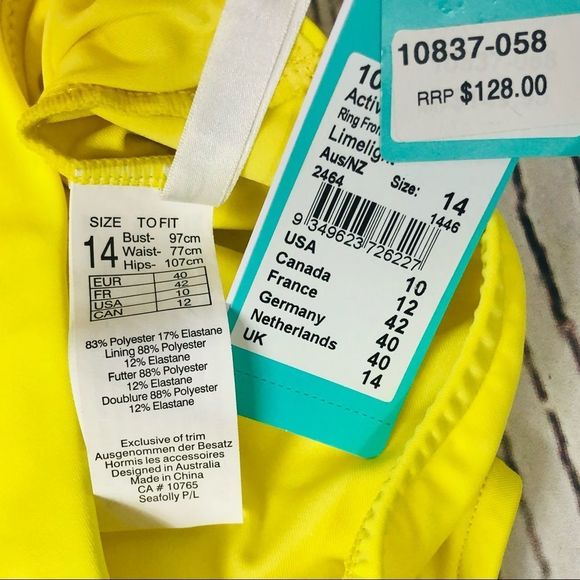 10837-058
RRP $128.00
10
Activ
Ring Fron
Limelight
Aus/NZ Size: 14
2464 1446
9 349623 726227
USA 10
Canada 12
France 42
Germany 40
Netherlands 40
UK 14
SIZE TO FIT
14 Bust- 97cm
Waist- 77cm
Hips- 107cm
EUR 40
FR 42
USA 10
CAN 12
83% Polyester 17% Elastane
Lining 88% Polyester
12% Elastane
Futter 88% Polyester
12% Elastane
Doublure 88% Polyester
12% Elastane
Exclusive of trim
Ausgenommen der Besatz
Hormis les accessoires
Designed in Australia
Made in China
CA # 10765
Seafolly P/L